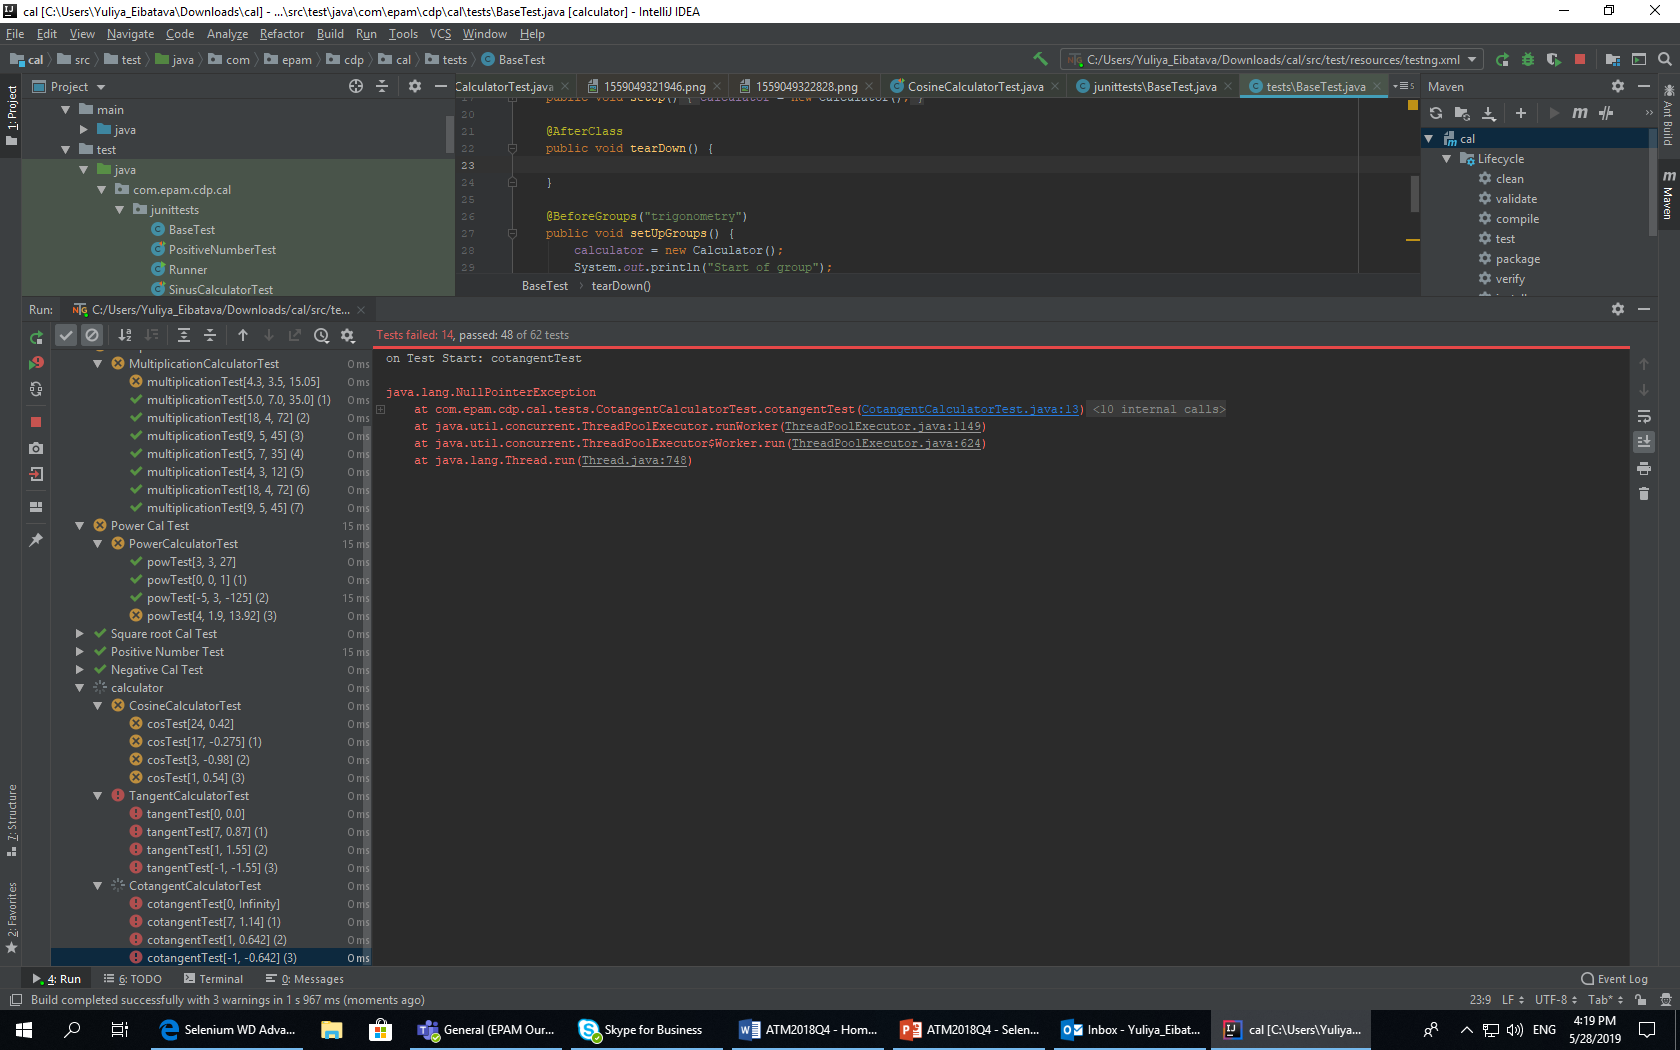 cal [C:\Users\Yuliya_Eibatava\Downloads\cal] - ...\src\test\java\com\epam\cdp\cal\tests\BaseTest.java [calculator] - IntelliJ IDEA
File Edit View Navigate Code Analyze Refactor Build Run Tools VCS Window Help
cal src test java com epam cdp cal tests BaseTest
C:/Users/Yuliya_Eibatava/Downloads/cal/src/test/resources/testng.xml
1: Project
Project
CalculatorTest.java 1559049321946.png 1559049322828.png CosineCalculatorTest.java junittests\BaseTest.java tests\BaseTest.java
Maven
main
java
test
java
com.epam.cdp.cal
junittests
BaseTest
PositiveNumberTest
Runner
SinusCalculatorTest
20
21 @AfterClass
22 public void tearDown() {
23
24 }
25
26 @BeforeGroups("trigonometry")
27 public void setUpGroups() {
28 calculator = new Calculator();
29 System.out.println("Start of group");
BaseTest tearDown()
cal
Lifecycle
clean
validate
compile
test
package
verify
Ant Build
Maven
Run: C:/Users/Yuliya_Eibatava/Downloads/cal/src/te...
Tests failed: 14, passed: 48 of 62 tests
MultiplicationCalculatorTest 0 ms
multiplicationTest[4.3, 3.5, 15.05] 0 ms
multiplicationTest[5.0, 7.0, 35.0] (1) 0 ms
multiplicationTest[18, 4, 72] (2) 0 ms
multiplicationTest[9, 5, 45] (3) 0 ms
multiplicationTest[5, 7, 35] (4) 0 ms
multiplicationTest[4, 3, 12] (5) 0 ms
multiplicationTest[18, 4, 72] (6) 0 ms
multiplicationTest[9, 5, 45] (7) 0 ms
Power Cal Test 15 ms
PowerCalculatorTest 15 ms
powTest[3, 3, 27] 0 ms
powTest[0, 0, 1] (1) 0 ms
powTest[-5, 3, -125] (2) 15 ms
powTest[4, 1.9, 13.92] (3) 0 ms
Square root Cal Test 0 ms
Positive Number Test 15 ms
Negative Cal Test 0 ms
calculator 0 ms
CosineCalculatorTest 0 ms
cosTest[24, 0.42] 0 ms
cosTest[17, -0.275] (1) 0 ms
cosTest[3, -0.98] (2) 0 ms
cosTest[1, 0.54] (3) 0 ms
TangentCalculatorTest 0 ms
tangentTest[0, 0.0] 0 ms
tangentTest[7, 0.87] (1) 0 ms
tangentTest[1, 1.55] (2) 0 ms
tangentTest[-1, -1.55] (3) 0 ms
CotangentCalculatorTest 0 ms
cotangentTest[0, Infinity] 0 ms
cotangentTest[7, 1.14] (1) 0 ms
cotangentTest[1, 0.642] (2) 0 ms
cotangentTest[-1, -0.642] (3) 0 ms
on Test Start: cotangentTest
java.lang.NullPointerException
at com.epam.cdp.cal.tests.CotangentCalculatorTest.cotangentTest(CotangentCalculatorTest.java:13) <10 internal calls>
at java.util.concurrent.ThreadPoolExecutor.runWorker(ThreadPoolExecutor.java:1149)
at java.util.concurrent.ThreadPoolExecutor$Worker.run(ThreadPoolExecutor.java:624)
at java.lang.Thread.run(Thread.java:748)
7: Structure
2: Favorites
4: Run 6: TODO Terminal 0: Messages Event Log
Build completed successfully with 3 warnings in 1 s 967 ms (moments ago) 23:9 LF UTF-8 Tab*
Selenium WD Adva... General (EPAM Our... Skype for Business ATM2018Q4 - Hom... ATM2018Q4 - Selen... Inbox - Yuliya_Eibat... cal [C:\Users\Yuliya... ENG 4:19 PM
5/28/2019